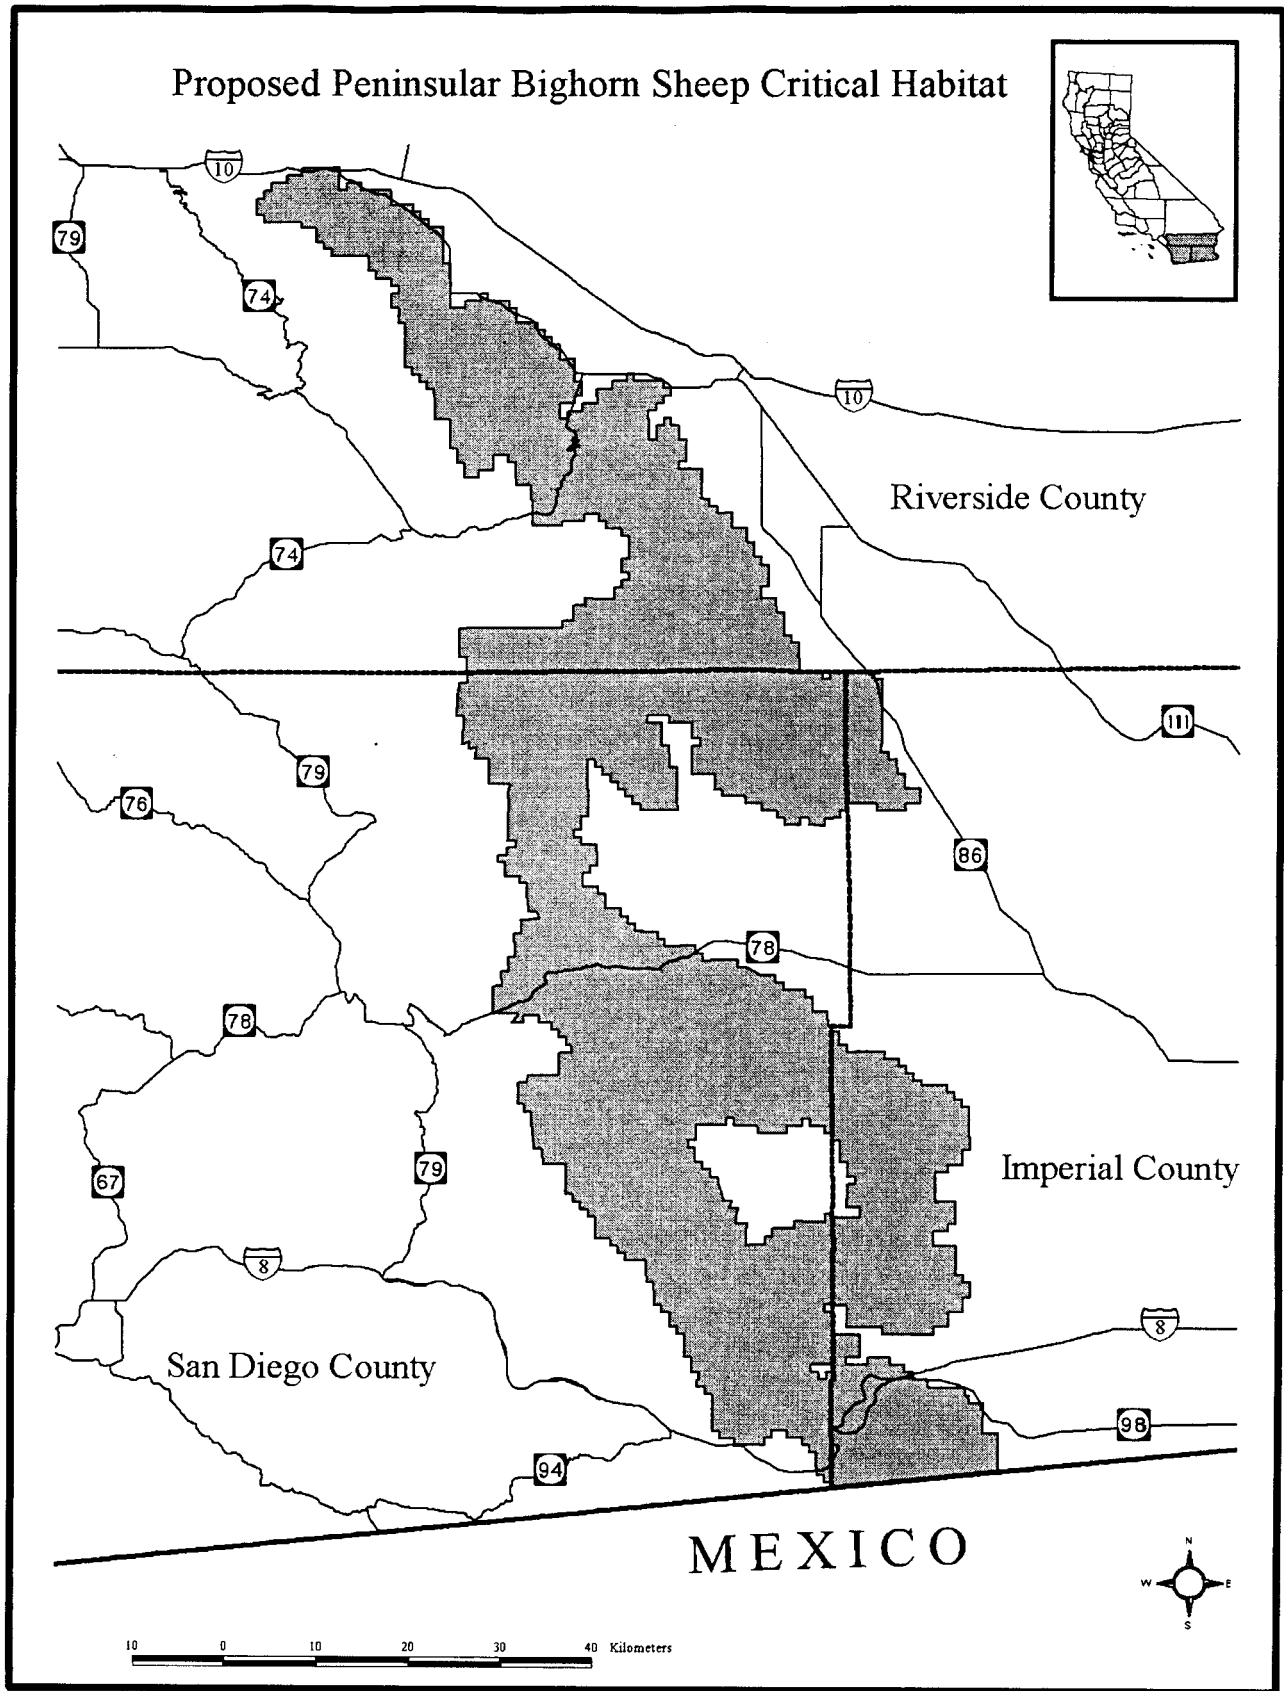 Proposed Peninsular Bighorn Sheep Critical Habitat
10
79
74
10
Riverside County
74
111
79
76
86
78
78
79
67
Imperial County
8
8
San Diego County
98
94
MEXICO
N
W E
S
10 0 10 20 30 40 Kilometers